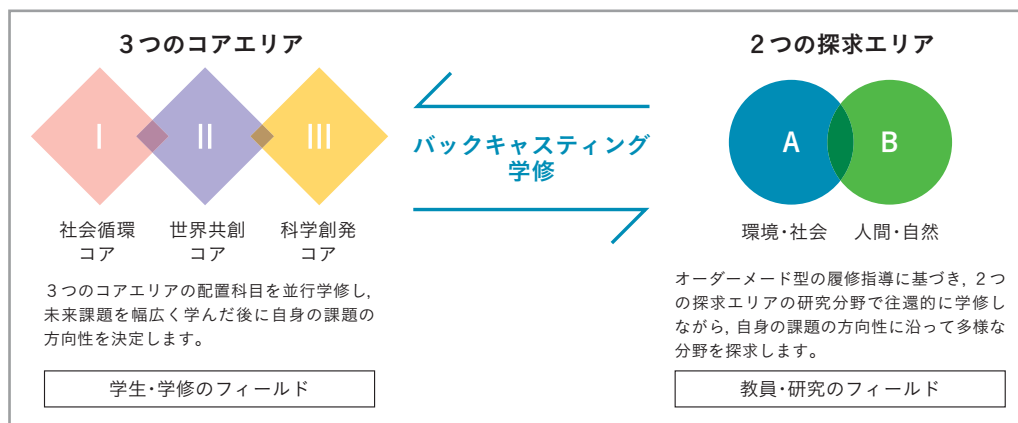 3つのコアエリア
I
II
III
社会循環
コア
世界共創
コア
科学創発
コア
3つのコアエリアの配置科目を並行学修し,
未来課題を幅広く学んだ後に自身の課題の
方向性を決定します。
学生・学修のフィールド
バックキャスティング
学修
2つの探求エリア
A
B
環境・社会
人間・自然
オーダーメード型の履修指導に基づき, 2つ
の探求エリアの研究分野で往還的に学修し
ながら, 自身の課題の方向性に沿って多様な
分野を探求します。
教員・研究のフィールド